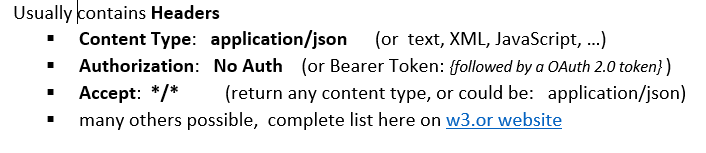 Usually contains Headers
▪ Content Type: application/json (or text, XML, JavaScript, …)
▪ Authorization: No Auth (or Bearer Token: {followed by a OAuth 2.0 token} )
▪ Accept: */* (return any content type, or could be: application/json)
▪ many others possible, complete list here on w3.or website